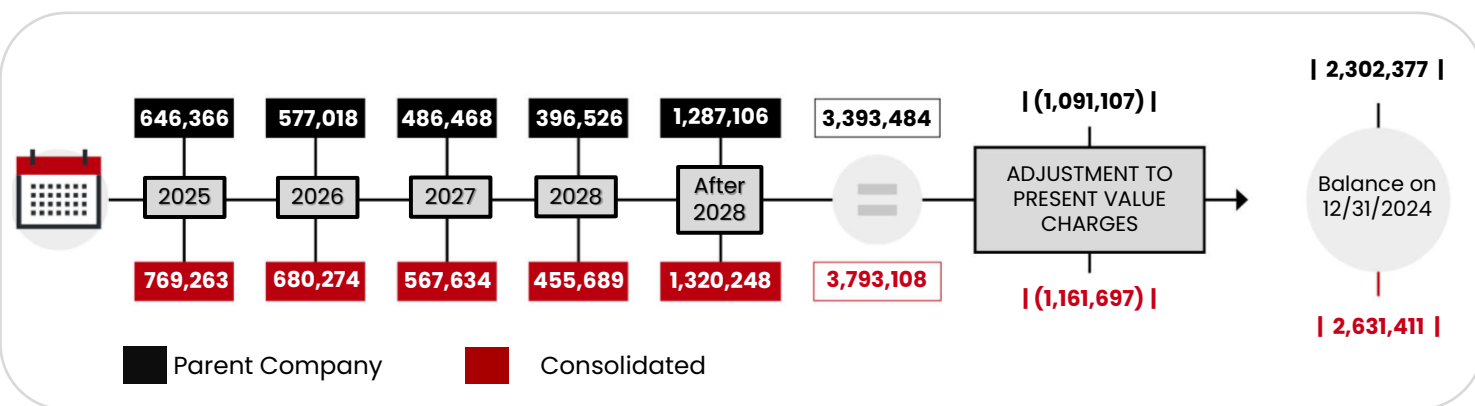 | 2,302,377 |
646,366 577,018 486,468 396,526 1,287,106 3,393,484 | (1,091,107) |
2025 2026 2027 2028
After
2028
ADJUSTMENT TO
PRESENT VALUE
CHARGES
Balance on
12/31/2024
769,263 680,274 567,634 455,689 1,320,248 3,793,108 | (1,161,697) |
| 2,631,411 |
Parent Company Consolidated